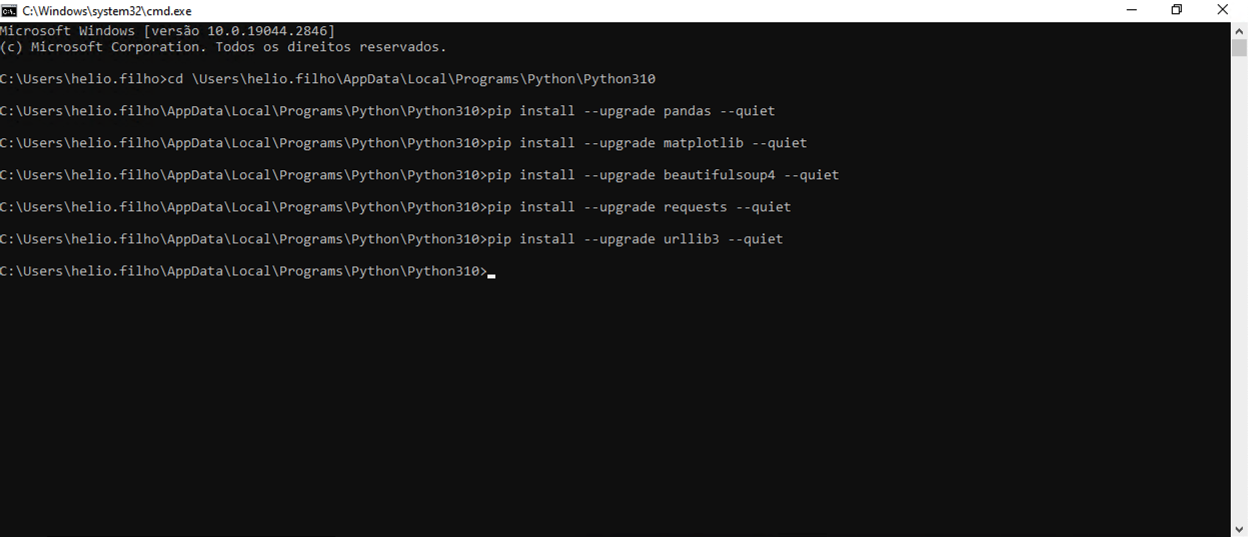 C:\Windows\system32\cmd.exe
Microsoft Windows [versão 10.0.19044.2846]
(c) Microsoft Corporation. Todos os direitos reservados.
C:\Users\helio.filho>cd \Users\helio.filho\AppData\Local\Programs\Python\Python310
C:\Users\helio.filho\AppData\Local\Programs\Python\Python310>pip install --upgrade pandas --quiet
C:\Users\helio.filho\AppData\Local\Programs\Python\Python310>pip install --upgrade matplotlib --quiet
C:\Users\helio.filho\AppData\Local\Programs\Python\Python310>pip install --upgrade beautifulsoup4 --quiet
C:\Users\helio.filho\AppData\Local\Programs\Python\Python310>pip install --upgrade requests --quiet
C:\Users\helio.filho\AppData\Local\Programs\Python\Python310>pip install --upgrade urllib3 --quiet
C:\Users\helio.filho\AppData\Local\Programs\Python\Python310>